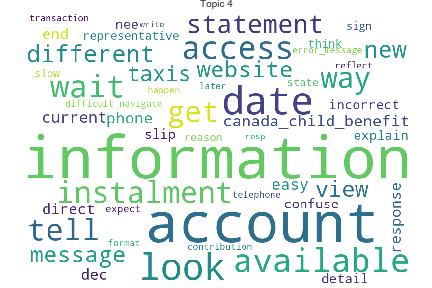 Topic 4
transaction write sign
end nee statement
representative error_message
different access think new
slow wait taxis website reflect way
difficult_navigate state
happen get later date incorrect
current phone canada_child_benefit
slip reason resp explain
information
instalment easy view response
telephone
direct expect confuse
tell account
message format contribution
dec look available
detail